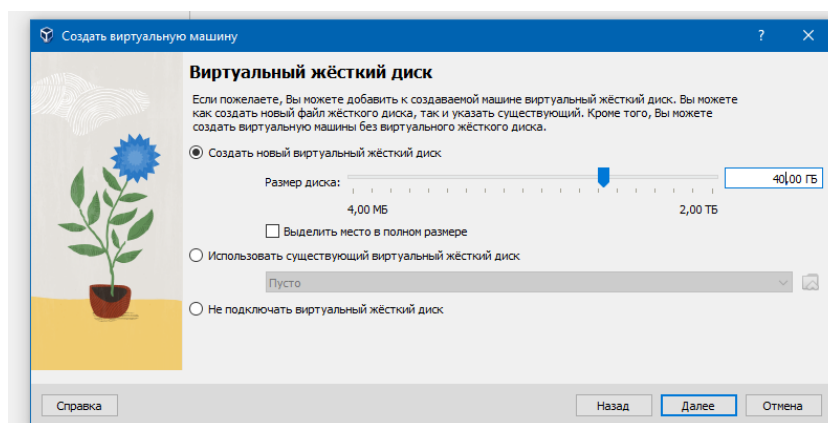 Создать виртуальную машину
Виртуальный жёсткий диск
Если пожелаете, Вы можете добавить к создаваемой машине виртуальный жёсткий диск. Вы можете
как создать новый файл жёсткого диска, так и указать существующий. Кроме того, Вы можете
создать виртуальную машины без виртуального жёсткого диска.
Создать новый виртуальный жёсткий диск
Размер диска: 40,00 ГБ
4,00 МБ 2,00 ТБ
Выделить место в полном размере
Использовать существующий виртуальный жёсткий диск
Пусто
Не подключать виртуальный жёсткий диск
Справка Назад Далее Отмена